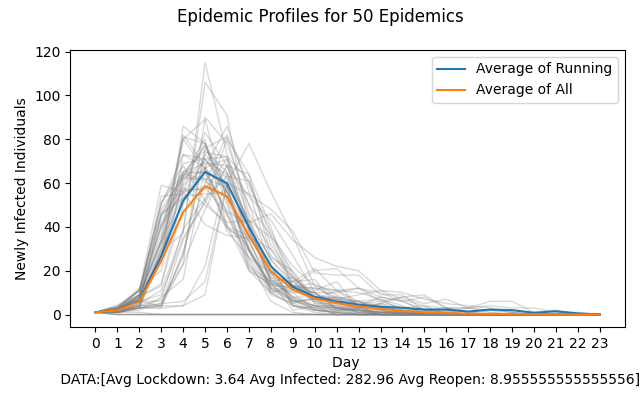 Epidemic Profiles for 50 Epidemics
120
100
80
60
40
20
0
Newly Infected Individuals
Average of Running
Average of All
0 1 2 3 4 5 6 7 8 9 10 11 12 13 14 15 16 17 18 19 20 21 22 23
Day
DATA:[Avg Lockdown: 3.64 Avg Infected: 282.96 Avg Reopen: 8.955555555555556]